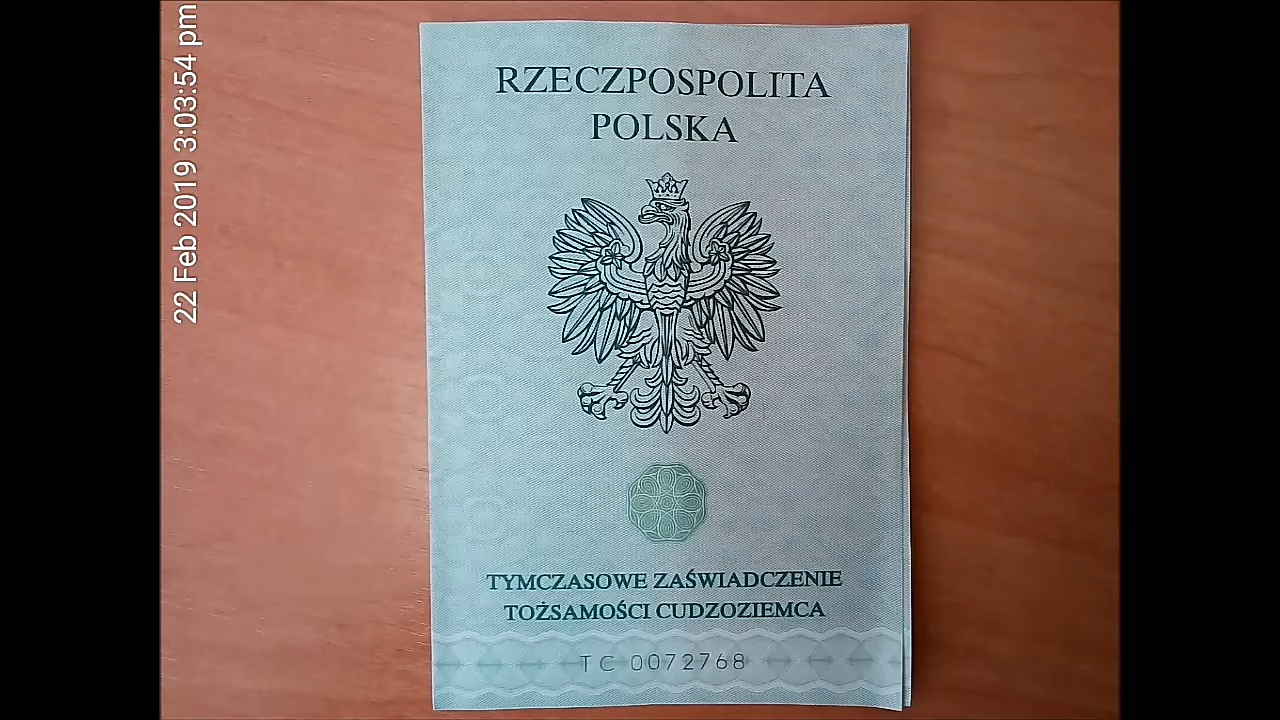 22 Feb 2019 3:03:54 pm
RZECZPOSPOLITA
POLSKA
TYMCZASOWE ZAŚWIADCZENIE
TOŻSAMOŚCI CUDZOZIEMCA
TC 0072768